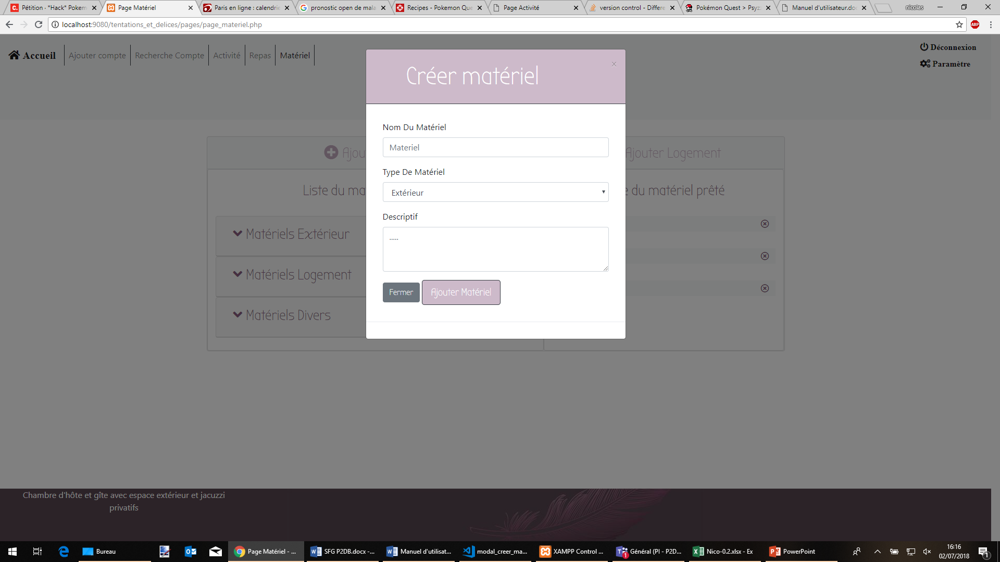 Pétition · *Hack* Pokem
Page Matériel
Paris en ligne : calendrie
pronostic open de mala
Recipes - Pokemon Que
Page Activité
version control - Differe
Pokémon Quest > Psyz
Manuel d'utilisateur.do
nicolas
localhost:9080/tentations_et_delices/pages/page_materiel.php
ABP
Accueil
Ajouter compte
Recherche Compte
Activité
Repas
Matériel
Déconnexion
Paramètre
Créer matériel
×
Nom Du Matériel
Materiel
Type De Matériel
Extérieur
Descriptif
.....
Fermer
Ajouter Matériel
Ajou
Ajouter Logement
Liste du ma
du matériel prêté
Matériels Extérieur
Matériels Logement
Matériels Divers
Chambre d'hôte et gîte avec espace extérieur et jacuzzi
privatifs
Bureau
Page Matériel - ...
SFG P2DB.docx -...
Manuel d'utilisat...
modal_creer_ma...
XAMPP Control ...
Général (PI - P2D...
Nico-0.2.xlsx - Ex
PowerPoint
16:16
02/07/2018
1